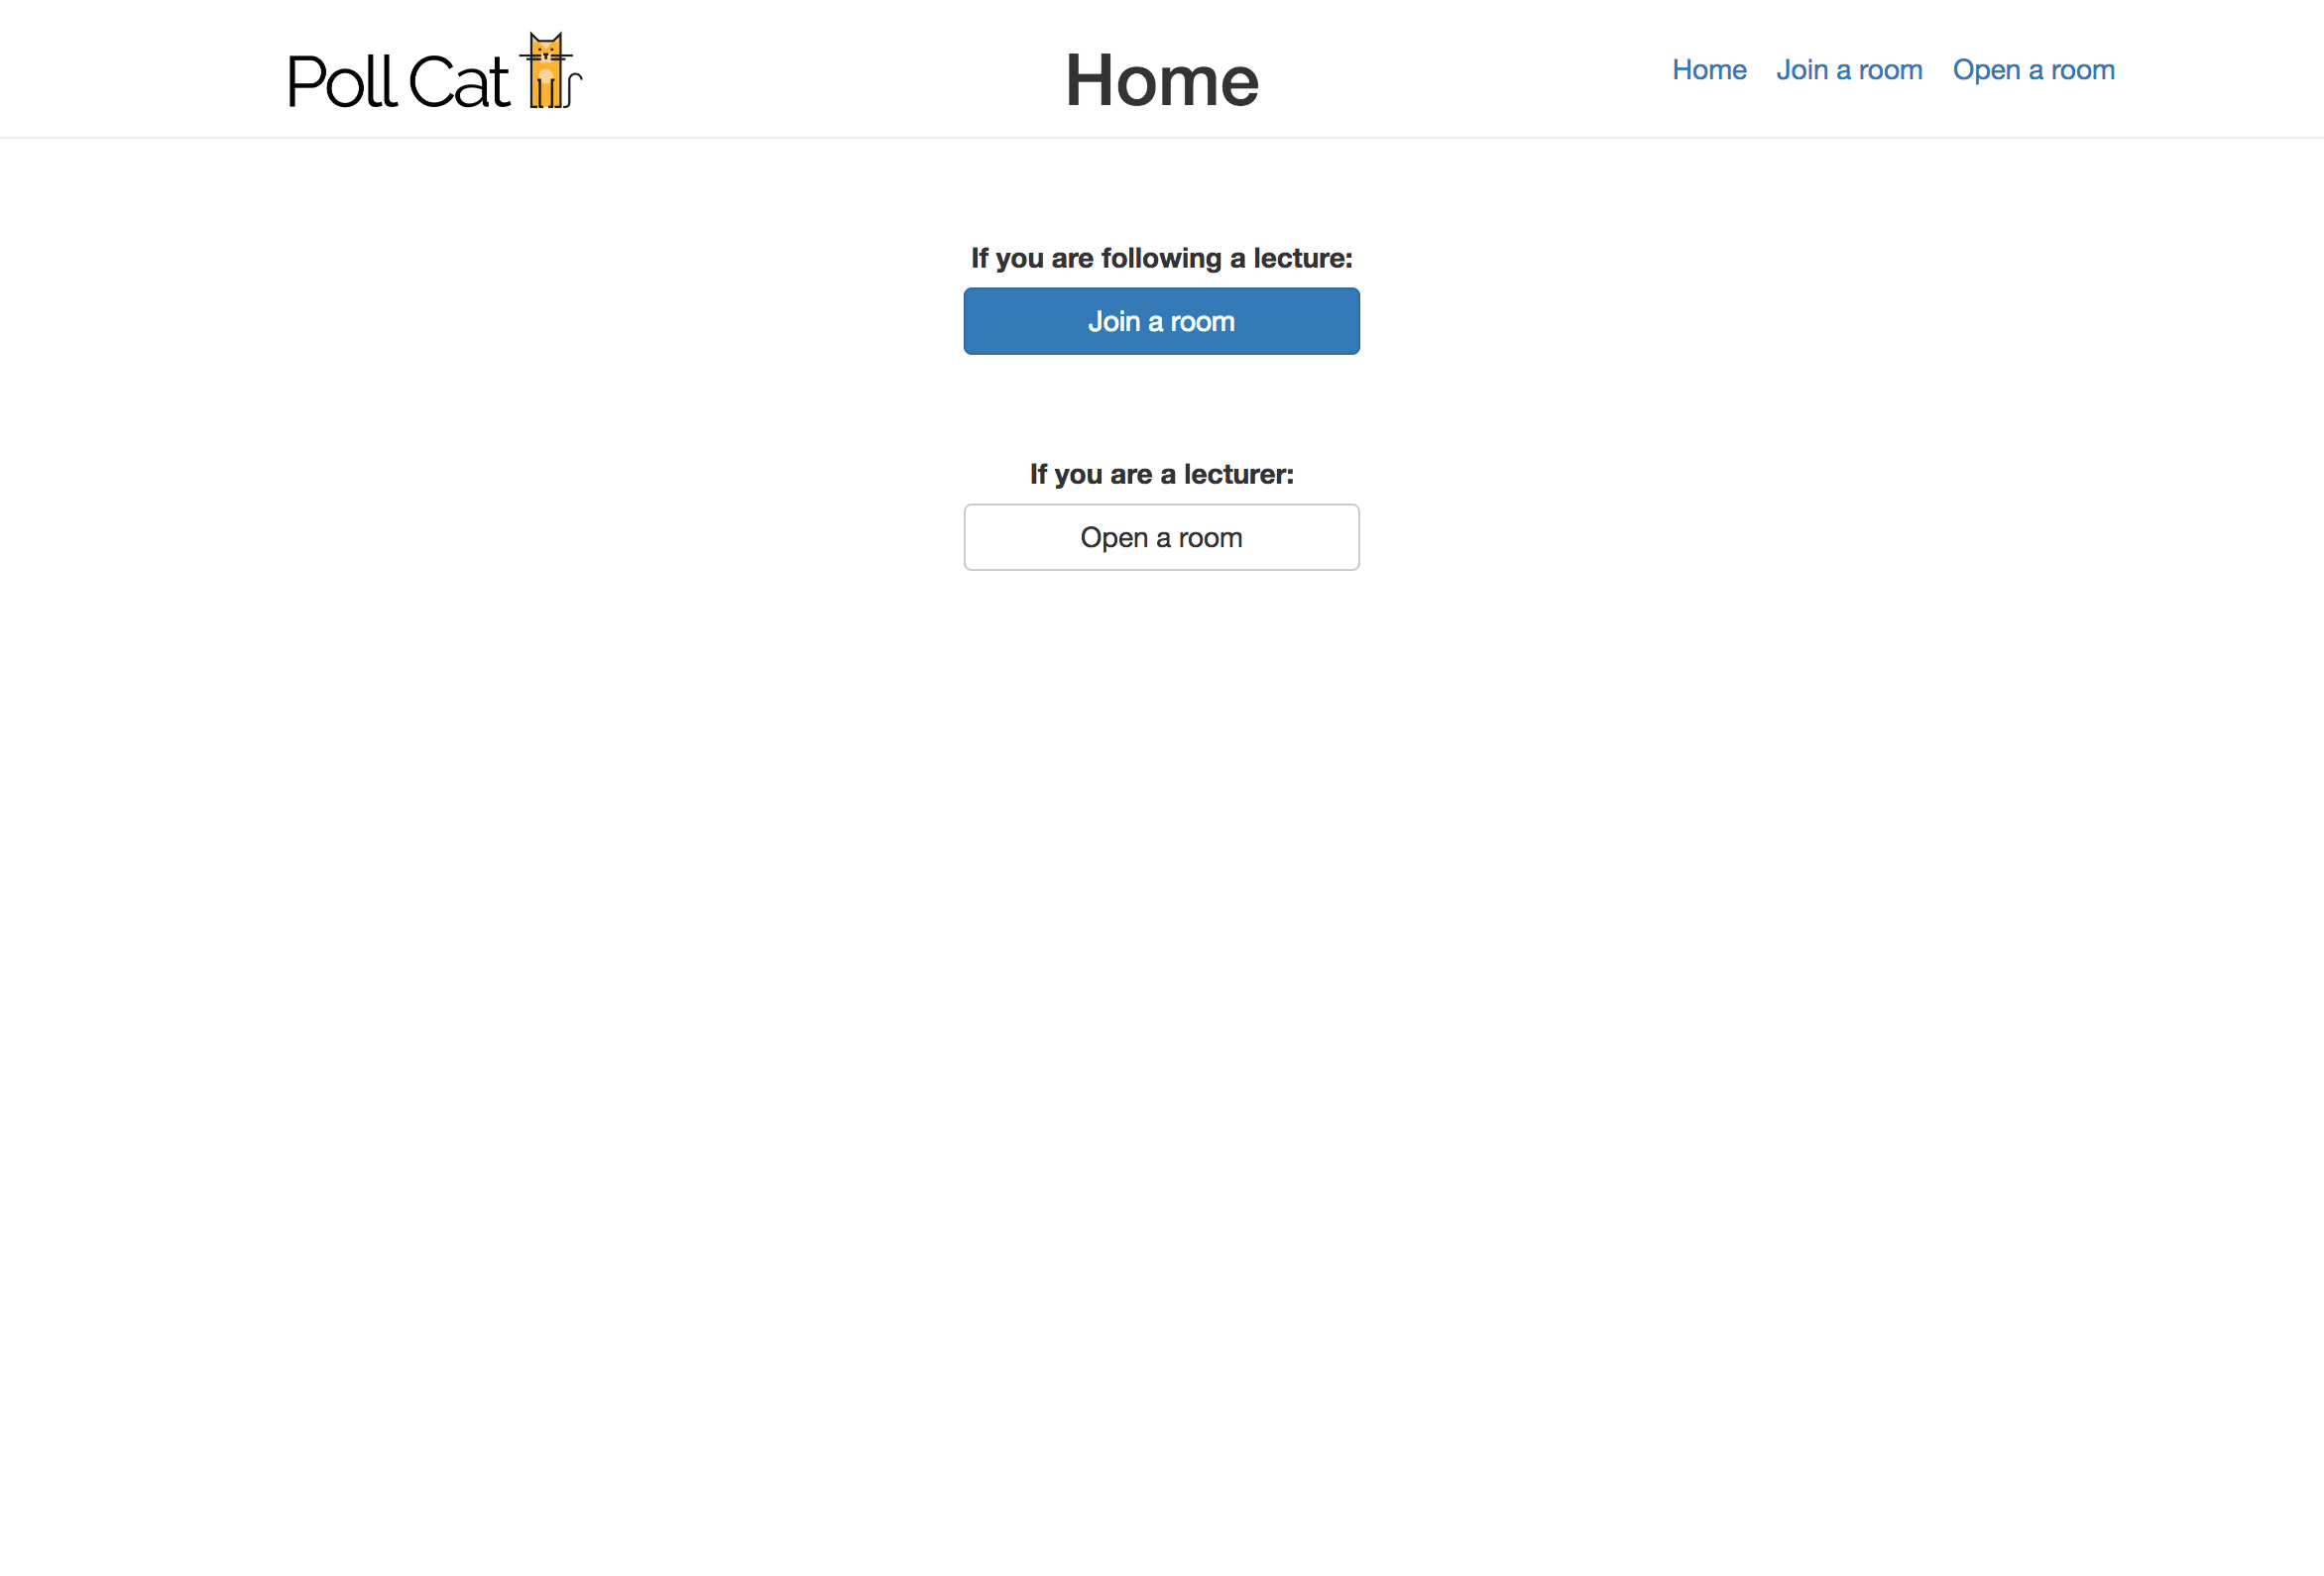 Poll Cat
Home
Home Join a room Open a room
If you are following a lecture:
Join a room
If you are a lecturer:
Open a room